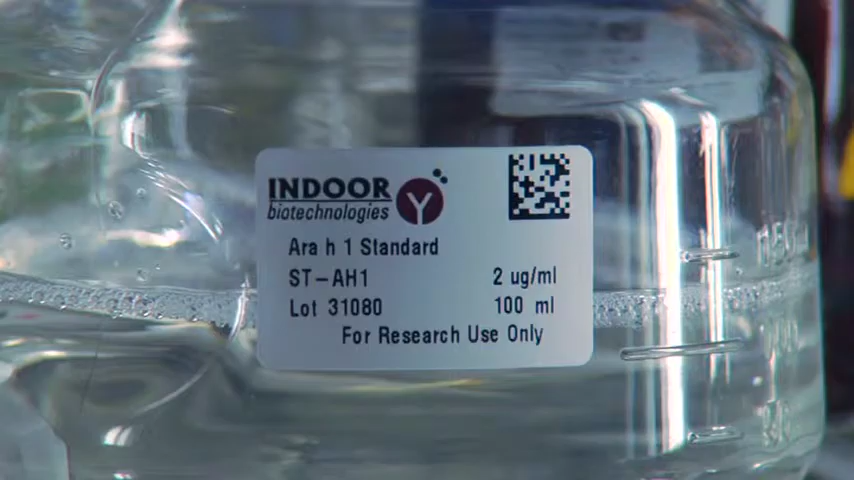 INDOOR
biotechnologies
Ara h 1 Standard
ST-AH1 2 ug/ml
Lot 31080 100 ml
For Research Use Only